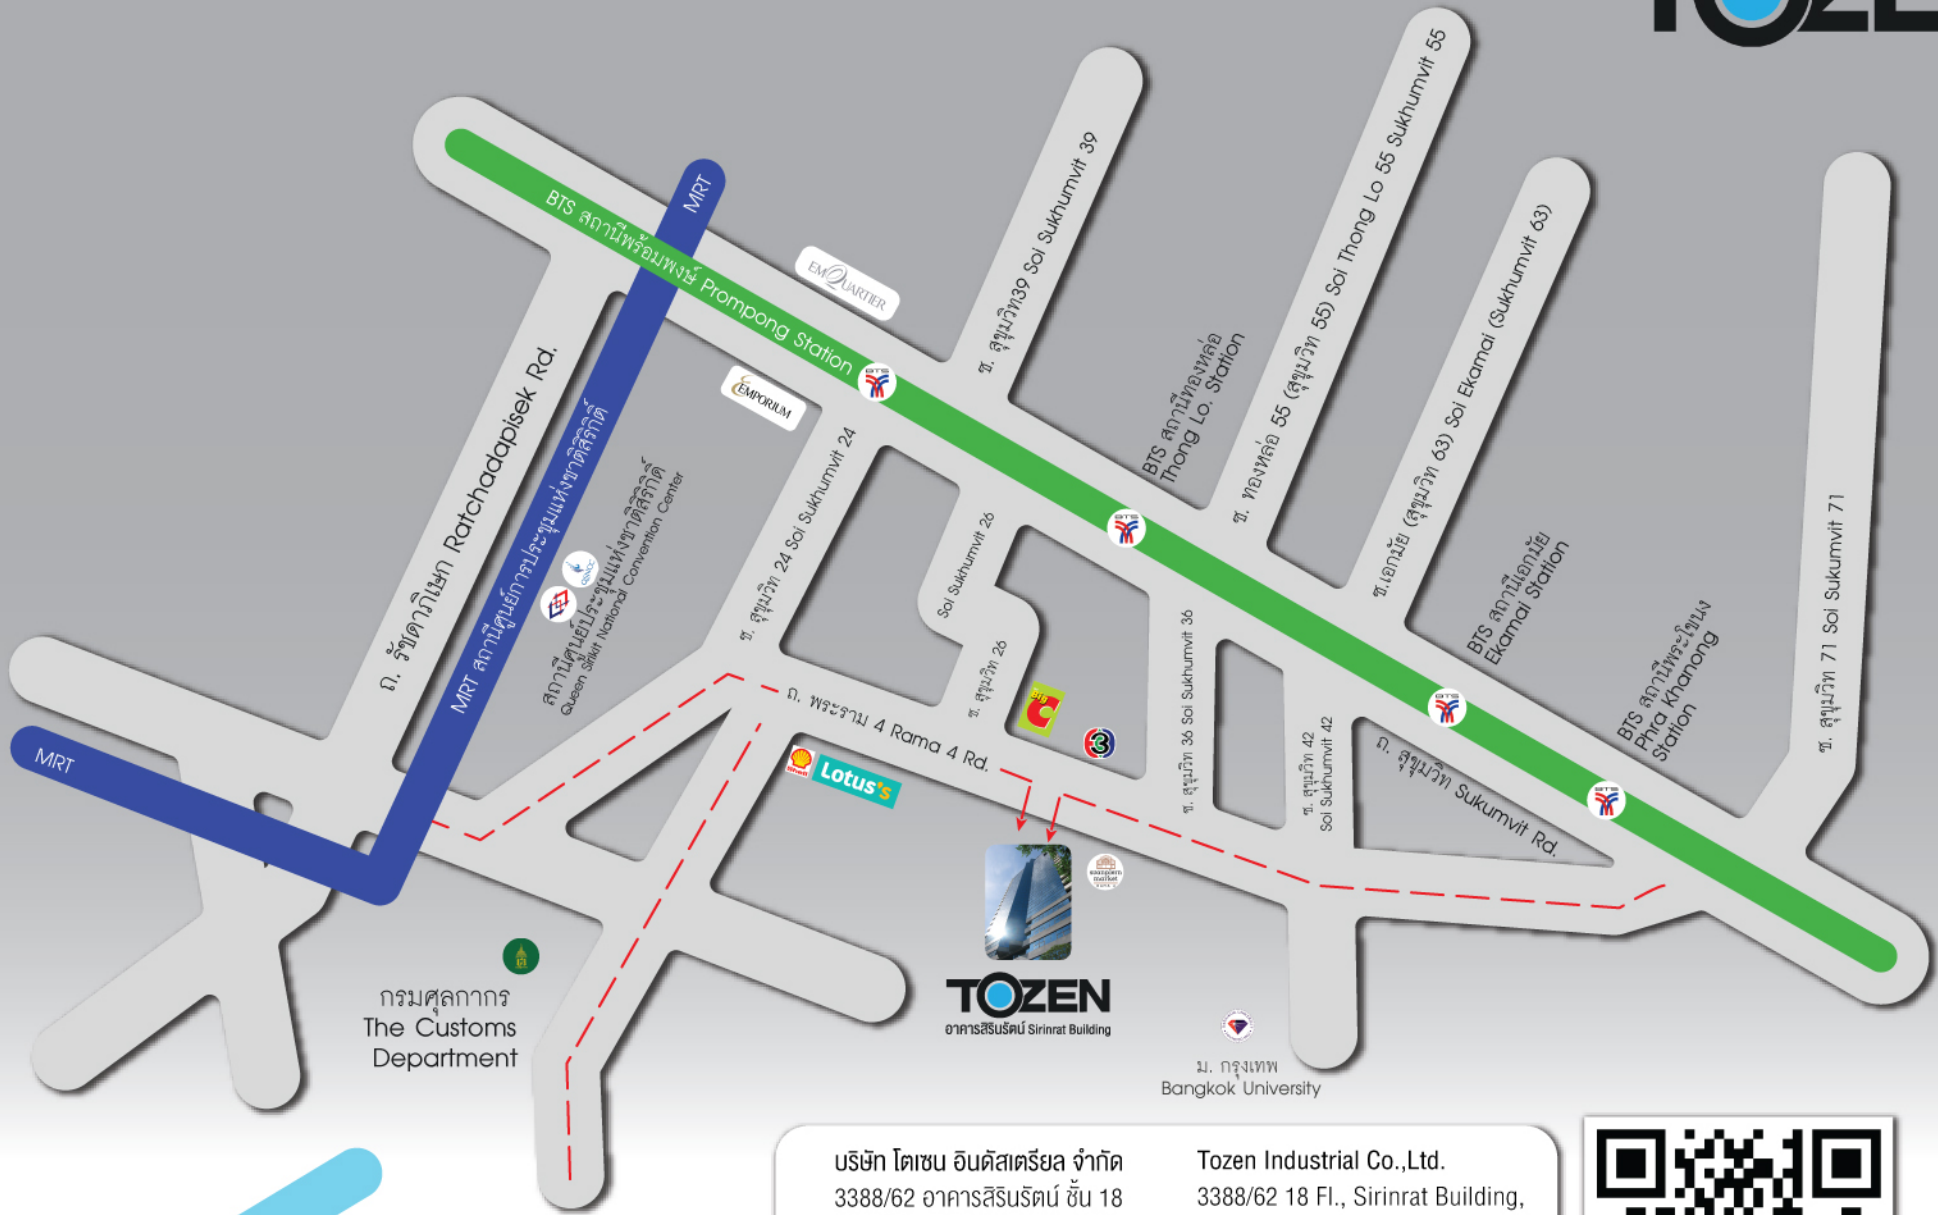 TOZEN
BTS สถานีพร้อมพงษ์ Prompong Station
MRT
EMQUARTIER
EMPORIUM
ซ. สุขุมวิท39 Soi Sukhumvit 39
BTS สถานีทองหล่อ
Thong Lo. Station
ซ. ทองหล่อ 55 (สุขุมวิท 55) Soi Thong Lo 55 Sukhumvit 55
ซ.เอกมัย (สุขุมวิท 63) Soi Ekamai (Sukhumvit 63)
BTS สถานีเอกมัย
Ekamai Station
BTS สถานีพระโขนง
Phra Khanong
Station
ซ. สุขุมวิท 71 Soi Sukumvit 71
ถ. รัชดาภิเษก Ratchadapisek Rd.
MRT สถานีศูนย์การประชุมแห่งชาติสิริกิติ์
สถานีศูนย์ประชุมแห่งชาติสิริกิติ์
Queen Sirikit National Convention Center
QSNCC
ซ. สุขุมวิท 24 Soi Sukhumvit 24
Soi Sukhumvit 26
ซ. สุขุมวิท 26
Big C
3
ซ. สุขุมวิท 36 Soi Sukhumvit 36
ซ. สุขุมวิท 42
Soi Sukhumvit 42
ถ. สุขุมวิท Sukumvit Rd.
BTS
BTS
BTS
BTS
MRT
ถ. พระราม 4 Rama 4 Rd.
Shell
Lotus's
กรมศุลกากร
The Customs
Department
TOZEN
อาคารสิรินรัตน์ Sirinrat Building
ม. กรุงเทพ
Bangkok University
บริษัท โตเซน อินดัสเตรียล จำกัด
3388/62 อาคารสิรินรัตน์ ชั้น 18
Tozen Industrial Co.,Ltd.
3388/62 18 Fl., Sirinrat Building,